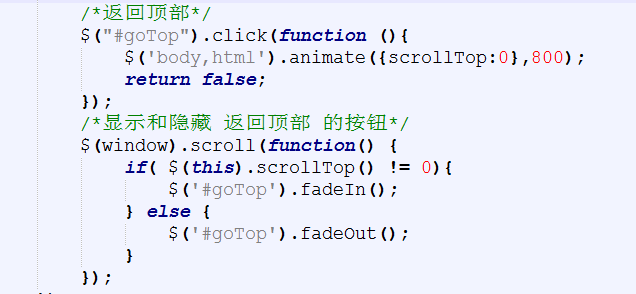 /*返回顶部*/
$("#goTop").click(function (){
$('body,html').animate({scrollTop:0},800);
return false;
});
/*显示和隐藏 返回顶部 的按钮*/
$(window).scroll(function() {
if( $(this).scrollTop() != 0){
$('#goTop').fadeIn();
} else {
$('#goTop').fadeOut();
}
});